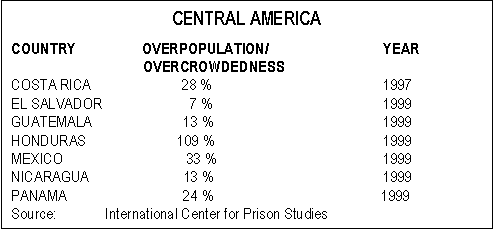 CENTRAL AMERICA
COUNTRY OVERPOPULATION/ YEAR
OVERCROWDEDNESS
COSTA RICA 28 % 1997
EL SALVADOR 7 % 1999
GUATEMALA 13 % 1999
HONDURAS 109 % 1999
MEXICO 33 % 1999
NICARAGUA 13 % 1999
PANAMA 24 % 1999
Source: International Center for Prison Studies